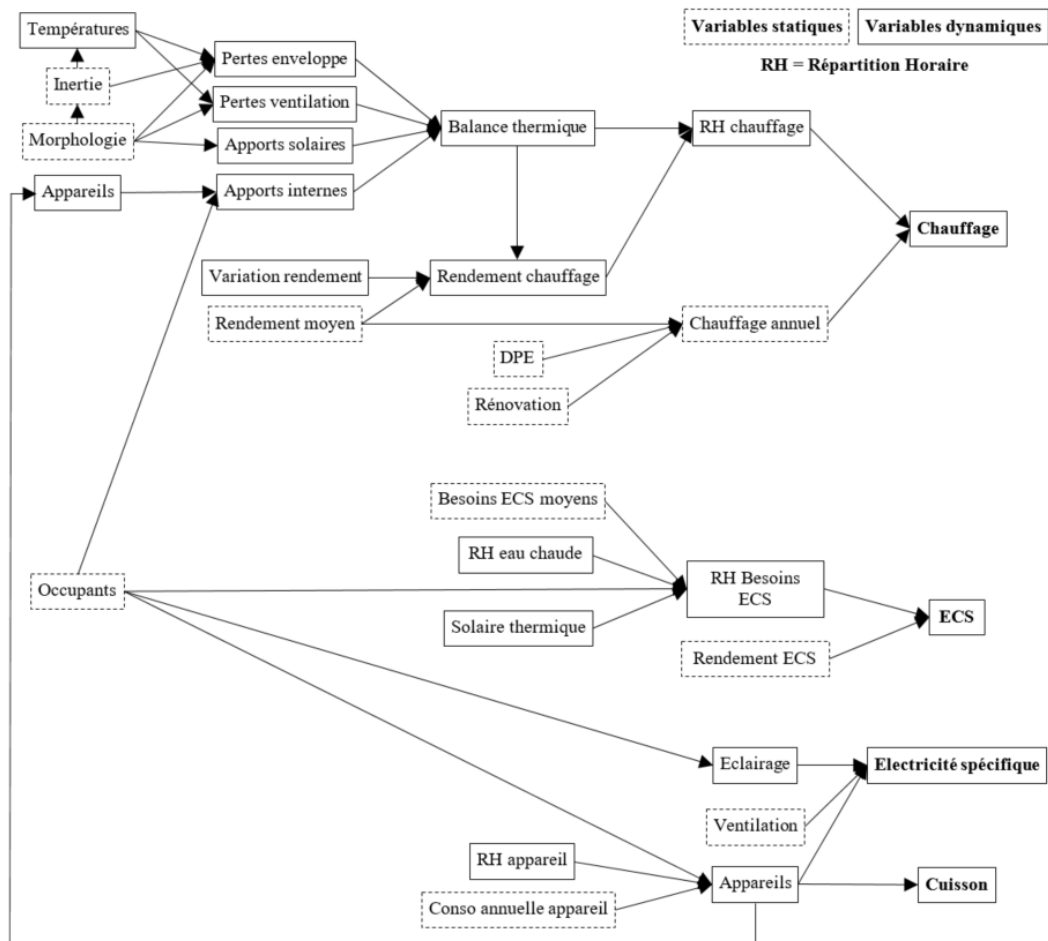 Températures
Variables statiques
Variables dynamiques
RH = Répartition Horaire
Pertes enveloppe
Inertie
Pertes ventilation
Morphologie
Balance thermique
RH chauffage
Apports solaires
Appareils
Apports internes
Chauffage
Variation rendement
Rendement chauffage
Rendement moyen
Chauffage annuel
DPE
Rénovation
Besoins ECS moyens
RH eau chaude
Occupants
RH Besoins
ECS
ECS
Solaire thermique
Rendement ECS
Eclairage
Electricité spécifique
Ventilation
RH appareil
Appareils
Cuisson
Conso annuelle appareil